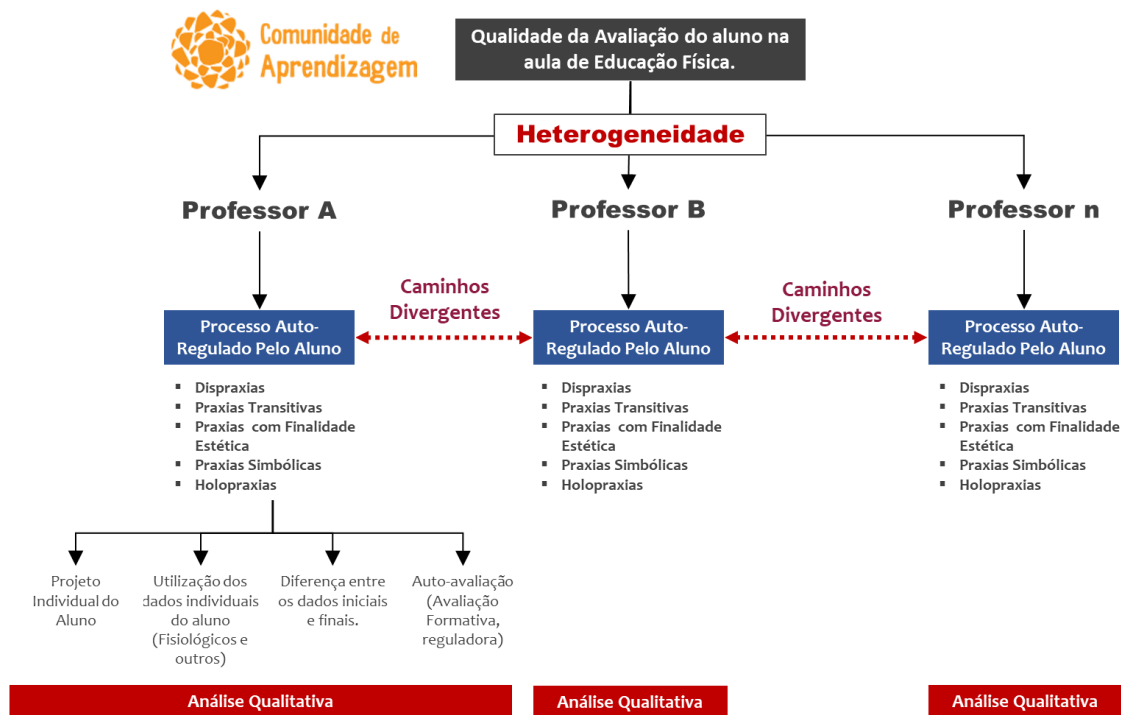 Comunidade de
Aprendizagem
Qualidade da Avaliação do aluno na
aula de Educação Física.
Heterogeneidade
Professor A
Professor B
Professor n
Caminhos
Divergentes
Caminhos
Divergentes
Processo Auto-
Regulado Pelo Aluno
Processo Auto-
Regulado Pelo Aluno
Processo Auto-
Regulado Pelo Aluno
▪ Dispraxias
▪ Praxias Transitivas
▪ Praxias com Finalidade
Estética
▪ Praxias Simbólicas
▪ Holopraxias
▪ Dispraxias
▪ Praxias Transitivas
▪ Praxias com Finalidade
Estética
▪ Praxias Simbólicas
▪ Holopraxias
▪ Dispraxias
▪ Praxias Transitivas
▪ Praxias com Finalidade
Estética
▪ Praxias Simbólicas
▪ Holopraxias
Projeto
Individual do
Aluno
Utilização dos
dados individuais
do aluno
(Fisiológicos e
outros)
Diferença entre
os dados iniciais
e finais.
Auto-avaliação
(Avaliação
Formativa,
reguladora)
Análise Qualitativa
Análise Qualitativa
Análise Qualitativa